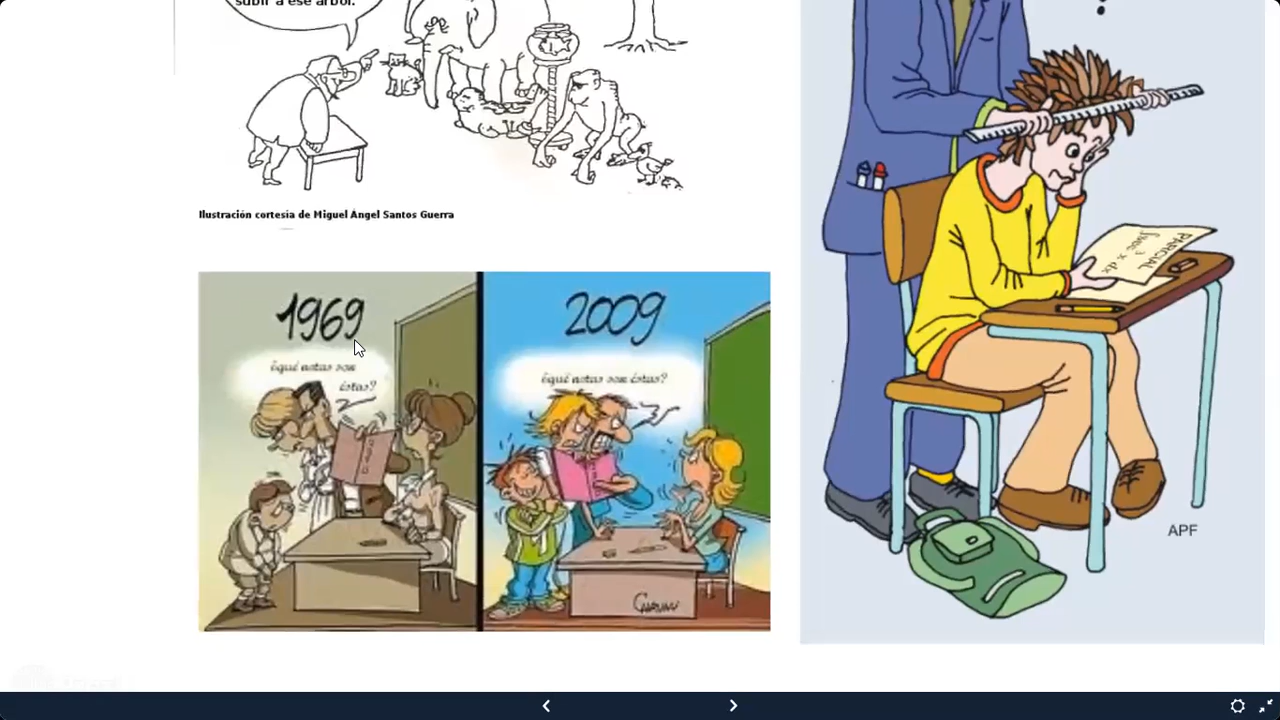 subir a ese árbol.
Ilustración cortesía de Miguel Ángel Santos Guerra
1969
¿qué notas son
éstas?
2009
¿qué notas son éstas?
?
PARCIAL
APF